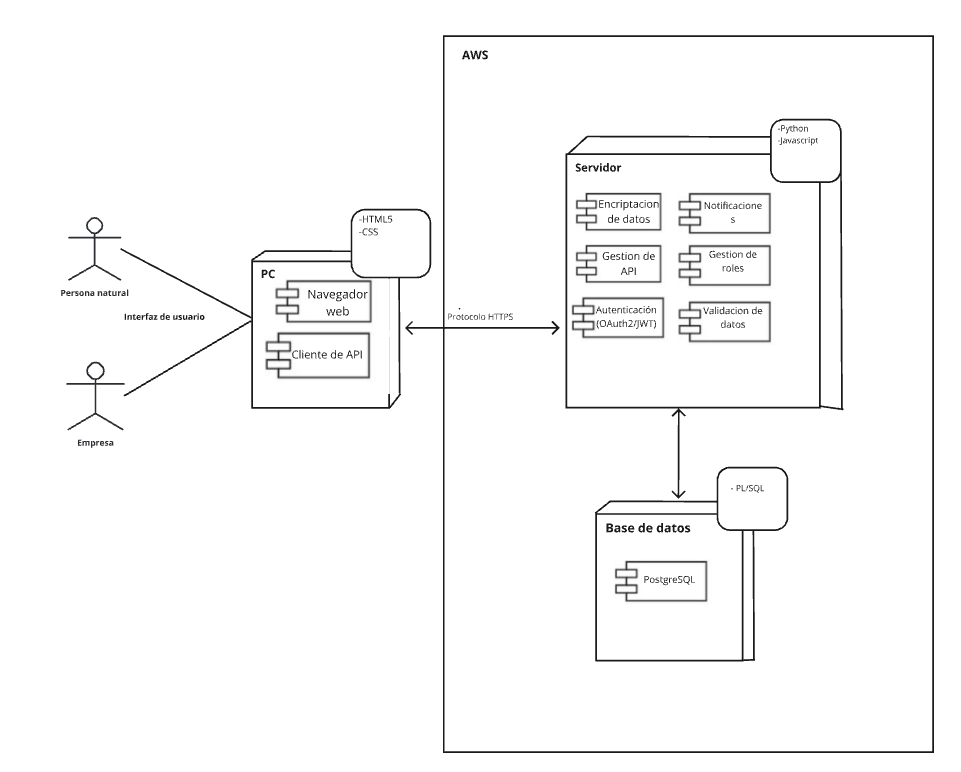 AWS
-Python
-Javascript
Servidor
Encriptacion
de datos
Notificacione
s
Gestion de
API
Gestion de
roles
Autenticación
(OAuth2/JWT)
Validacion de
datos
-HTML5
-CSS
PC
Navegador
web
Cliente de API
Persona natural
Interfaz de usuario
Empresa
Protocolo HTTPS
- PL/SQL
Base de datos
PostgreSQL